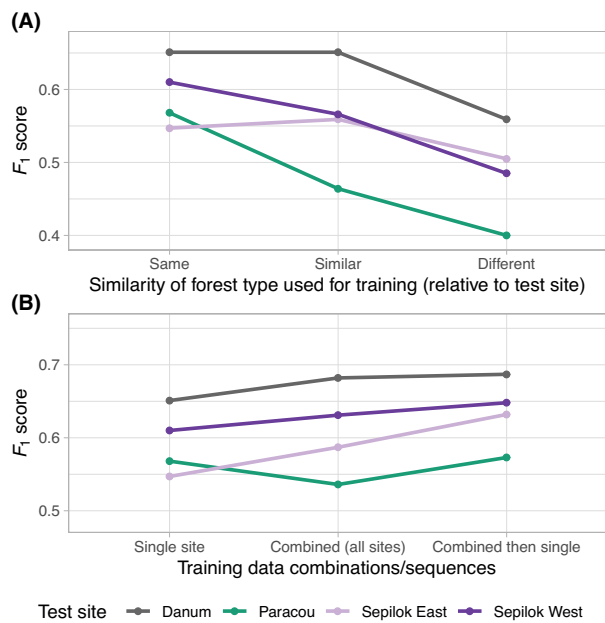 (A)
0.6
0.5
0.4
F1 score
Same Similar Different
Similarity of forest type used for training (relative to test site)
(B)
0.7
0.6
0.5
F1 score
Single site Combined (all sites) Combined then single
Training data combinations/sequences
Test site Danum Paracou Sepilok East Sepilok West